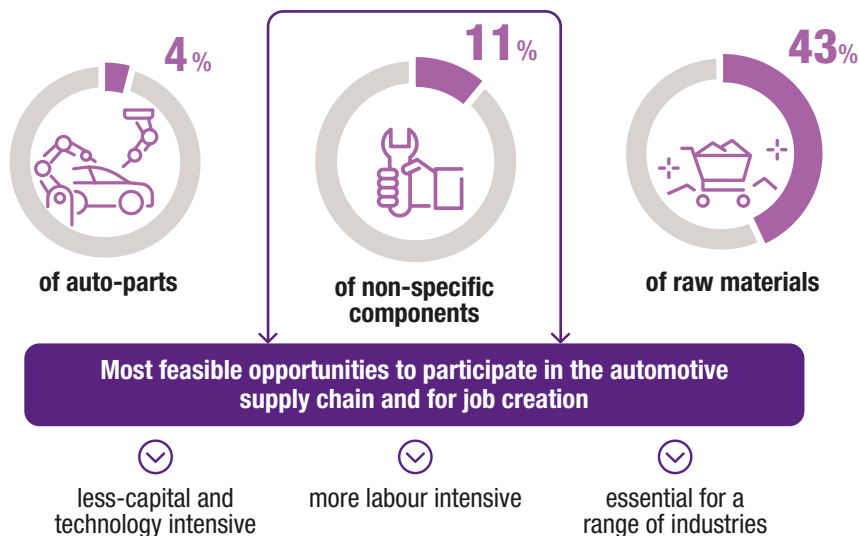 4%
11%
43%
of auto-parts
of non-specific
components
of raw materials
Most feasible opportunities to participate in the automotive
supply chain and for job creation
less-capital and
technology intensive
more labour intensive
essential for a
range of industries